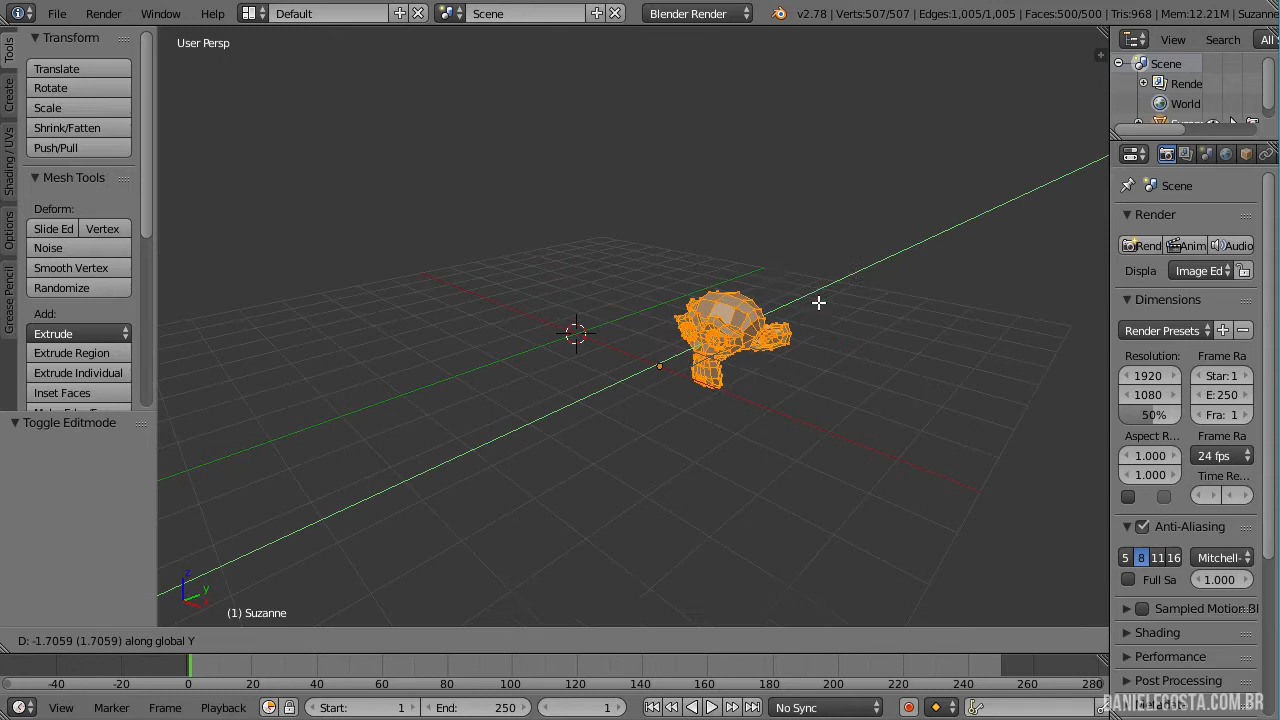 File
Render
Window
Help
Default
Scene
Blender Render
v2.78 | Verts:507/507 | Edges:1,005/1,005 | Faces:500/500 | Tris:968 | Mem:12.21M | Suzanne
Tools
Create
Shading / UVs
Options
Grease Pencil
Transform
Translate
Rotate
Scale
Shrink/Fatten
Push/Pull
Mesh Tools
Deform:
Slide Ed
Vertex
Noise
Smooth Vertex
Randomize
Add:
Extrude
Extrude Region
Extrude Individual
Inset Faces
Toggle Editmode
User Persp
z
y
x
(1) Suzanne
D: -1.7059 (1.7059) along global Y
View
Search
All S
Scene
Rende
World
Scene
Render
Rend
Anim
Audio
Displa
Image Ed
Dimensions
Render Presets
Resolution:
Frame Ra
1920
Star: 1
1080
E: 250
50%
Fra: 1
Aspect R...
Frame Ra
1.000
24 fps
1.000
Time Re...
Anti-Aliasing
5 8 11 16
Mitchell-
Full Sa
1.000
Sampled Motion Bl
Shading
Performance
Post Processing
-40 -20 0 20 40 60 80 100 120 140 160 180 200 220 240 260 280
View
Marker
Frame
Playback
Start: 1
End: 250
1
No Sync
DANIELECOSTA.COM.BR